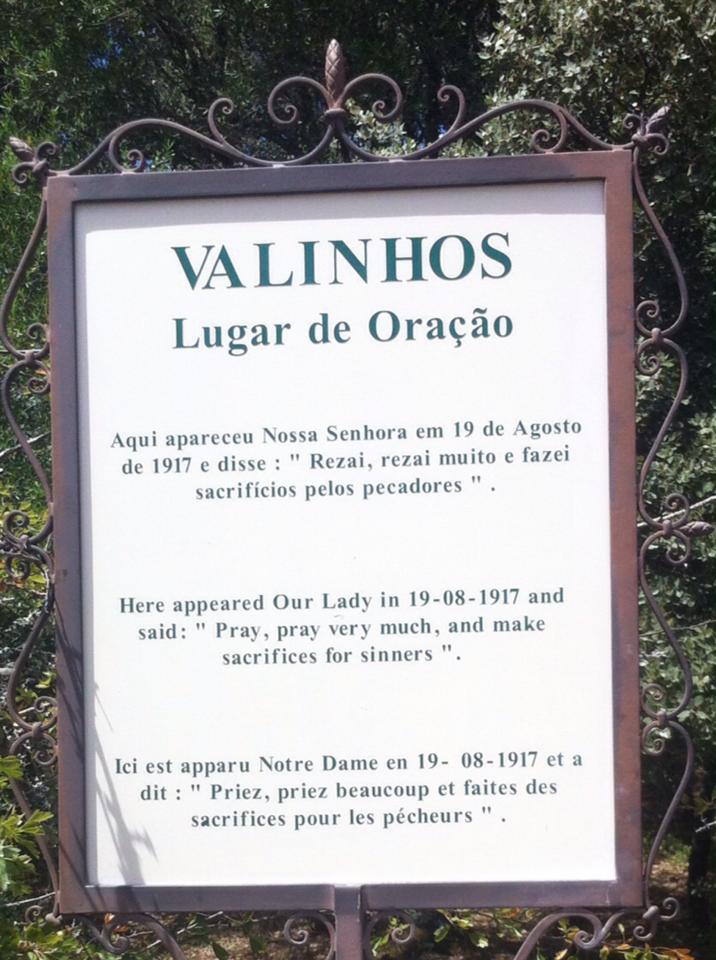 VALINHOS
Lugar de Oração
Aqui apareceu Nossa Senhora em 19 de Agosto
de 1917 e disse : " Rezai, rezai muito e fazei
sacrifícios pelos pecadores " .
Here appeared Our Lady in 19-08-1917 and
said: " Pray, pray very much, and make
sacrifices for sinners ".
Ici est apparu Notre Dame en 19- 08-1917 et a
dit : " Priez, priez beaucoup et faites des
sacrifices pour les pécheurs " .